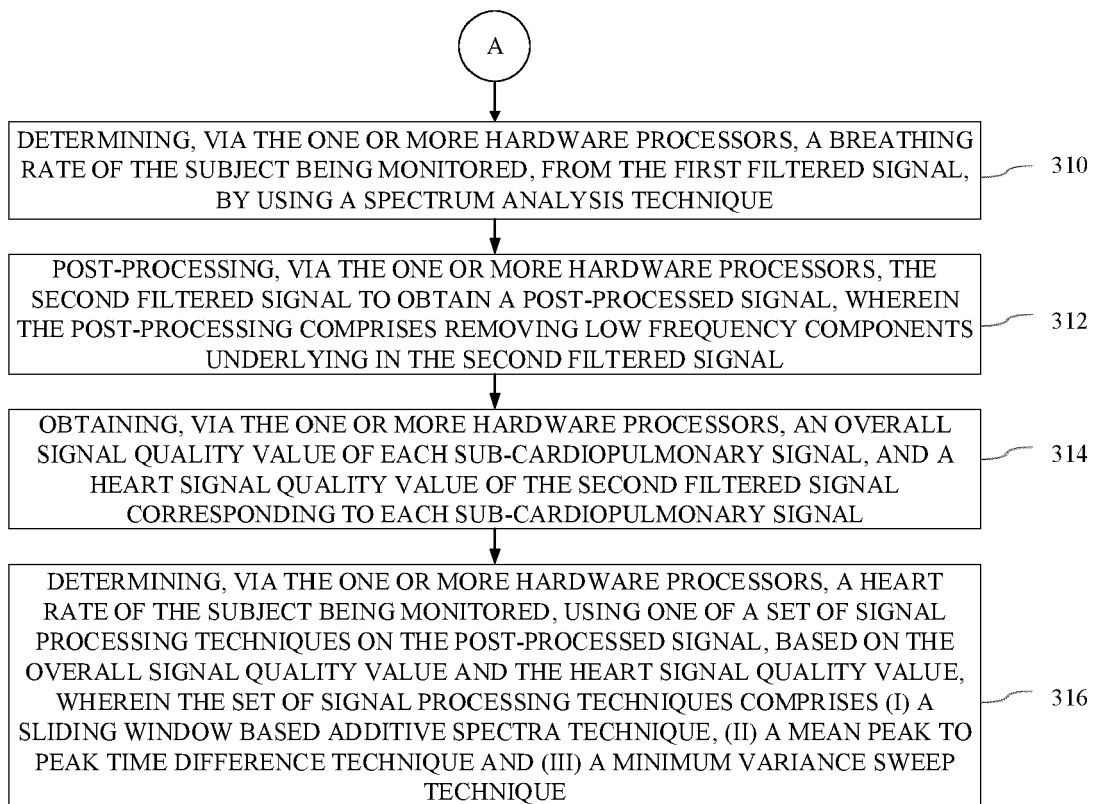 A
DETERMINING, VIA THE ONE OR MORE HARDWARE PROCESSORS, A BREATHING
RATE OF THE SUBJECT BEING MONITORED, FROM THE FIRST FILTERED SIGNAL,
BY USING A SPECTRUM ANALYSIS TECHNIQUE
310
POST-PROCESSING, VIA THE ONE OR MORE HARDWARE PROCESSORS, THE
SECOND FILTERED SIGNAL TO OBTAIN A POST-PROCESSED SIGNAL, WHEREIN
THE POST-PROCESSING COMPRISES REMOVING LOW FREQUENCY COMPONENTS
UNDERLYING IN THE SECOND FILTERED SIGNAL
312
OBTAINING, VIA THE ONE OR MORE HARDWARE PROCESSORS, AN OVERALL
SIGNAL QUALITY VALUE OF EACH SUB-CARDIOPULMONARY SIGNAL, AND A
HEART SIGNAL QUALITY VALUE OF THE SECOND FILTERED SIGNAL
CORRESPONDING TO EACH SUB-CARDIOPULMONARY SIGNAL
314
DETERMINING, VIA THE ONE OR MORE HARDWARE PROCESSORS, A HEART
RATE OF THE SUBJECT BEING MONITORED, USING ONE OF A SET OF SIGNAL
PROCESSING TECHNIQUES ON THE POST-PROCESSED SIGNAL, BASED ON THE
OVERALL SIGNAL QUALITY VALUE AND THE HEART SIGNAL QUALITY VALUE,
WHEREIN THE SET OF SIGNAL PROCESSING TECHNIQUES COMPRISES (I) A
SLIDING WINDOW BASED ADDITIVE SPECTRA TECHNIQUE, (II) A MEAN PEAK TO
PEAK TIME DIFFERENCE TECHNIQUE AND (III) A MINIMUM VARIANCE SWEEP
TECHNIQUE
316